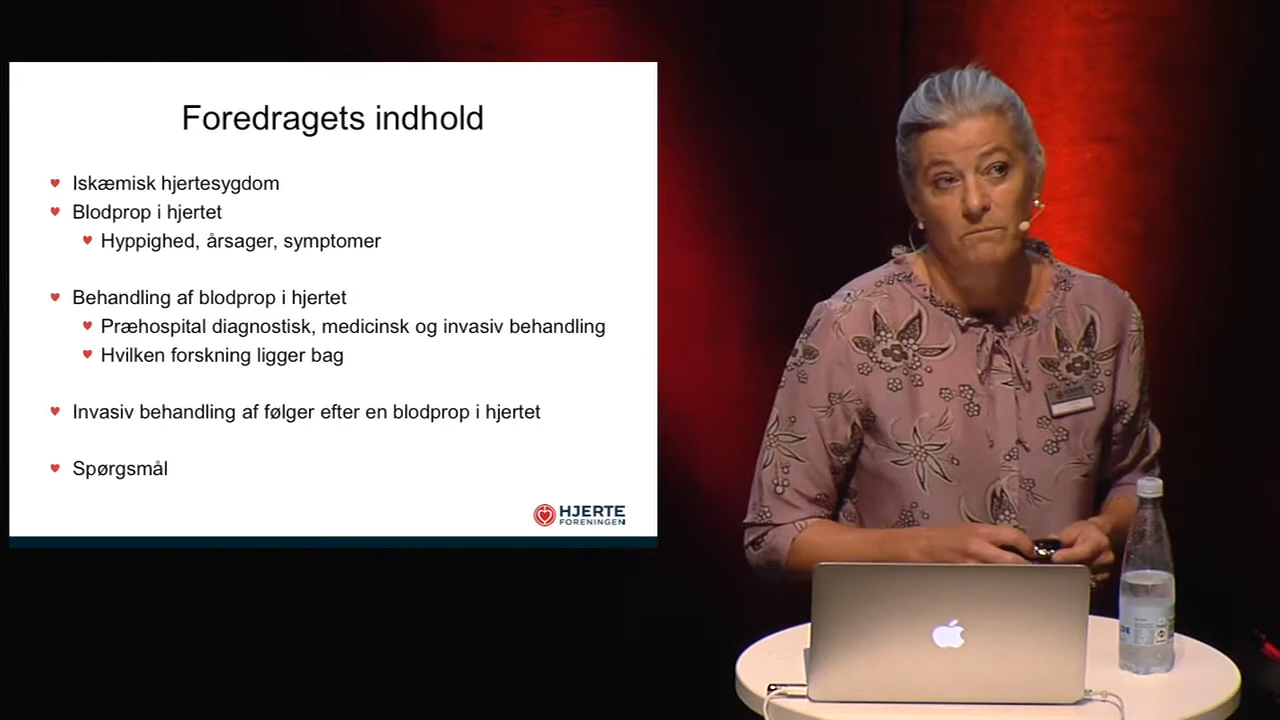 Foredragets indhold
Iskæmisk hjertesygdom
Blodprop i hjertet
Hyppighed, årsager, symptomer
Behandling af blodprop i hjertet
Præhospital diagnostisk, medicinsk og invasiv behandling
Hvilken forskning ligger bag
Invasiv behandling af følger efter en blodprop i hjertet
Spørgsmål
HJERTE
FORENINGEN